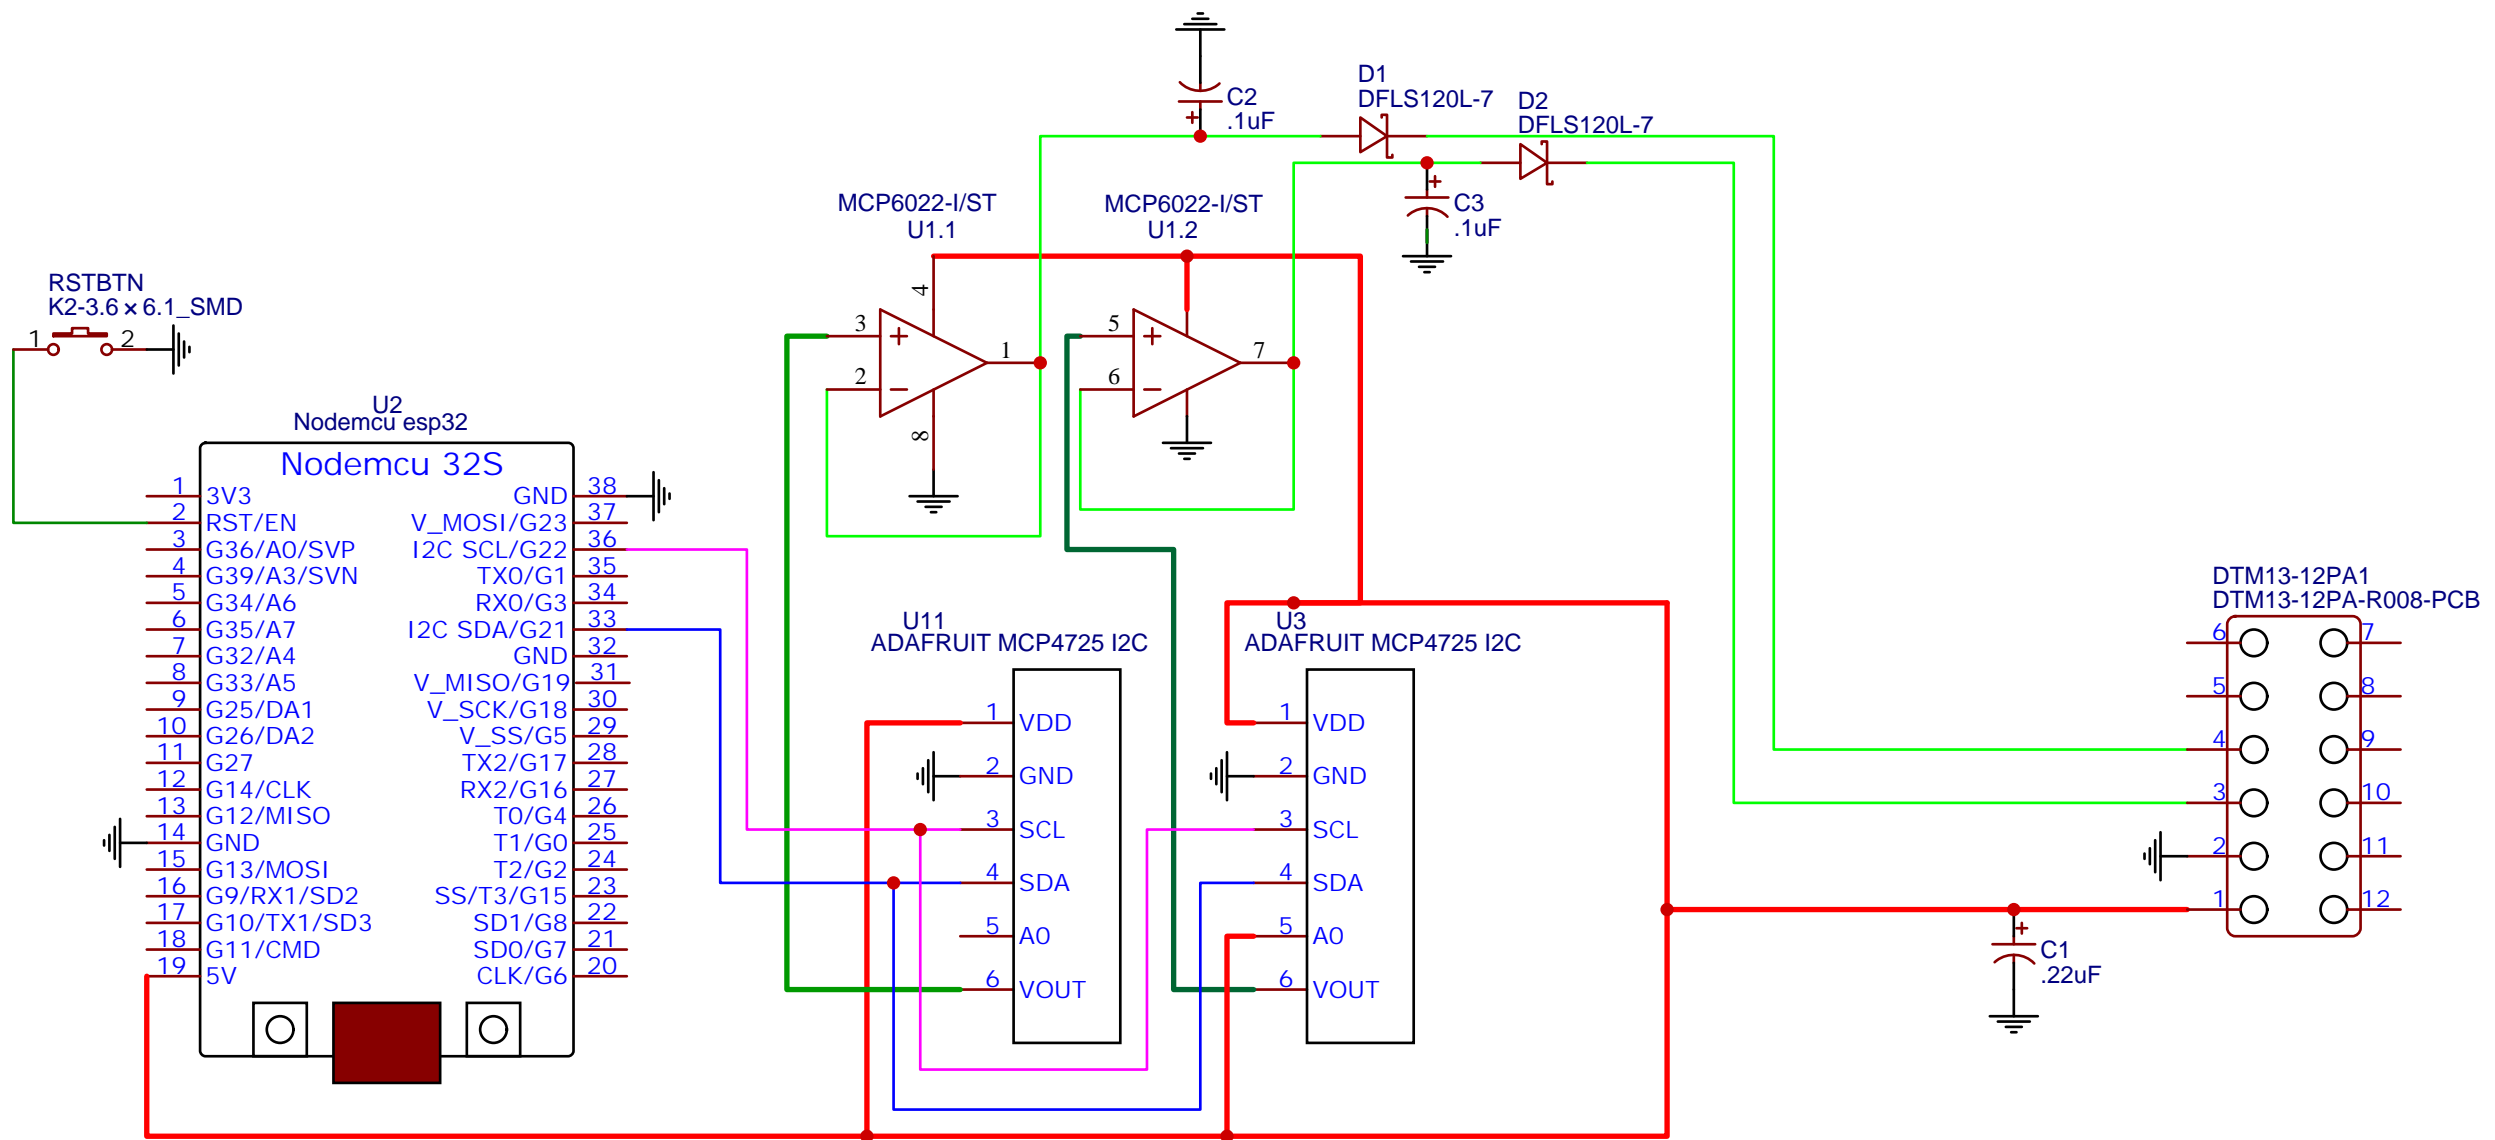 C2
.1uF
D1
DFLS120L-7
D2
DFLS120L-7
C3
.1uF
MCP6022-I/ST
U1.1
MCP6022-I/ST
U1.2
4
3
2
1
8
5
6
7
RSTBTN
K2-3.6×6.1_SMD
1
2
U2
Nodemcu esp32
Nodemcu 32S
1 3V3
2 RST/EN
3 G36/A0/SVP
4 G39/A3/SVN
5 G34/A6
6 G35/A7
7 G32/A4
8 G33/A5
9 G25/DA1
10 G26/DA2
11 G27
12 G14/CLK
13 G12/MISO
14 GND
15 G13/MOSI
16 G9/RX1/SD2
17 G10/TX1/SD3
18 G11/CMD
19 5V
GND 38
V_MOSI/G23 37
I2C SCL/G22 36
TX0/G1 35
RX0/G3 34
I2C SDA/G21 33
GND 32
V_MISO/G19 31
V_SCK/G18 30
V_SS/G5 29
TX2/G17 28
RX2/G16 27
T0/G4 26
T1/G0 25
T2/G2 24
SS/T3/G15 23
SD1/G8 22
SD0/G7 21
CLK/G6 20
U11
ADAFRUIT MCP4725 I2C
1 VDD
2 GND
3 SCL
4 SDA
5 A0
6 VOUT
U3
ADAFRUIT MCP4725 I2C
1 VDD
2 GND
3 SCL
4 SDA
5 A0
6 VOUT
DTM13-12PA1
DTM13-12PA-R008-PCB
6 7
5 8
4 9
3 10
2 11
1 12
C1
.22uF